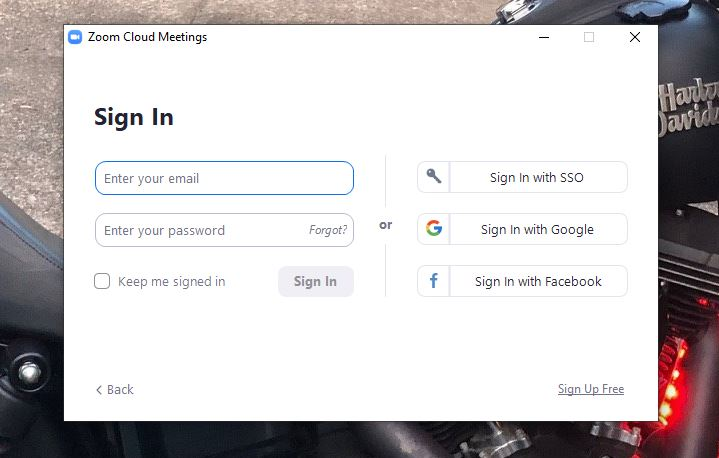 Zoom Cloud Meetings
Harley
Davidson
Sign In
Enter your email
Enter your password
Forgot?
Keep me signed in
Sign In
or
Sign In with SSO
Sign In with Google
Sign In with Facebook
Back
Sign Up Free